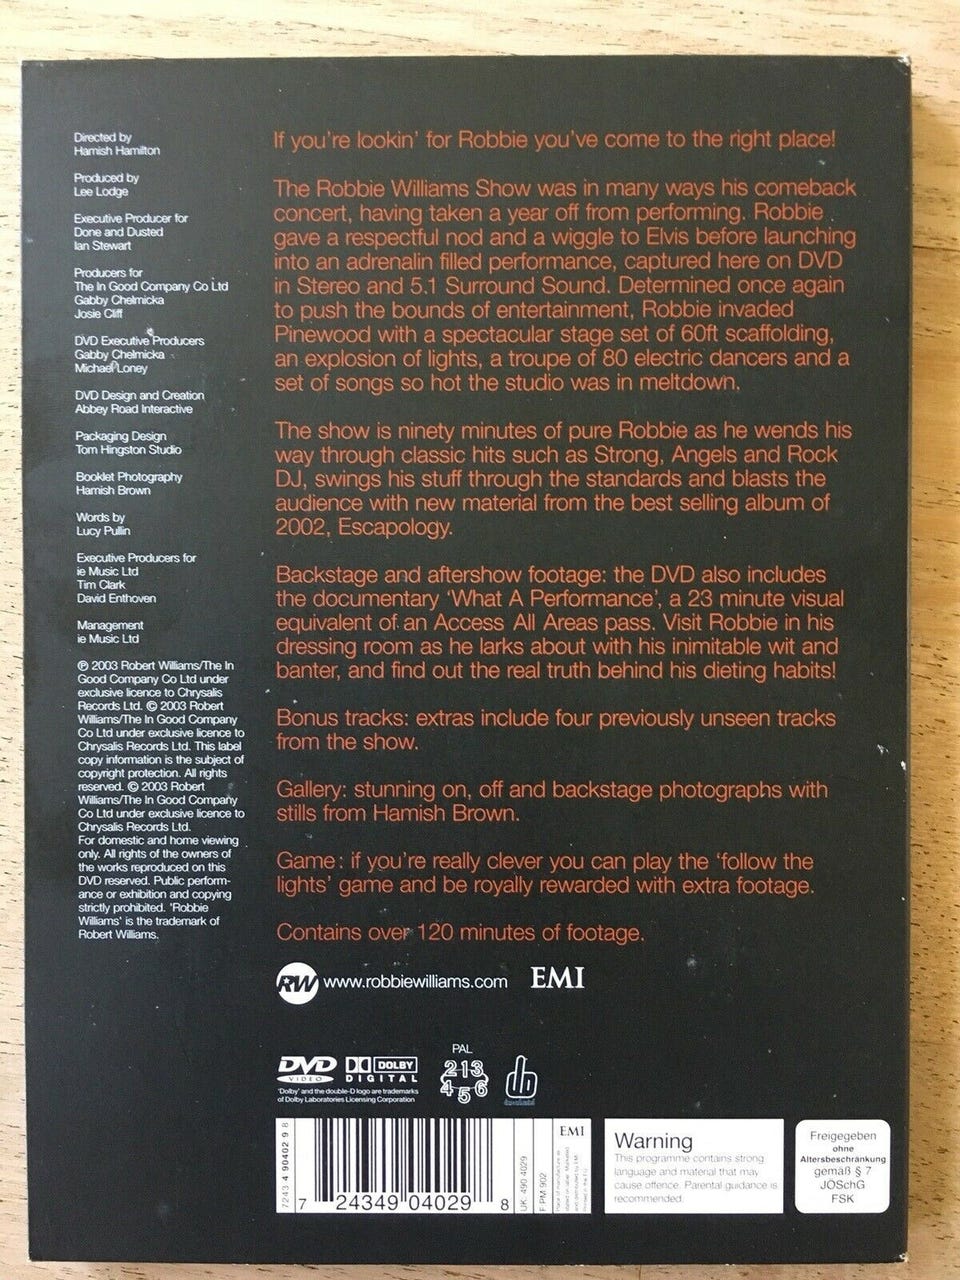 Directed by
Hamish Hamilton
Produced by
Lee Lodge
Executive Producer for
Done and Dusted
Ian Stewart
Producers for
The In Good Company Co Ltd
Gabby Chelmicka
Josie Cliff
DVD Executive Producers
Gabby Chelmicka
Michael Loney
DVD Design and Creation
Abbey Road Interactive
Packaging Design
Tom Hingston Studio
Booklet Photography
Hamish Brown
Words by
Lucy Pullin
Executive Producers for
ie Music Ltd
Tim Clark
David Enthoven
Management
ie Music Ltd
℗ 2003 Robert Williams/The In
Good Company Co Ltd under
exclusive licence to Chrysalis
Records Ltd. © 2003 Robert
Williams/The In Good Company
Co Ltd under exclusive licence to
Chrysalis Records Ltd. This label
copy information is the subject of
copyright protection. All rights
reserved. © 2003 Robert
Williams/The In Good Company
Co Ltd under exclusive licence to
Chrysalis Records Ltd.
For domestic and home viewing
only. All rights of the owners of
the works reproduced on this
DVD reserved. Public perform-
ance or exhibition and copying
strictly prohibited. 'Robbie
Williams' is the trademark of
Robert Williams.
If you're lookin' for Robbie you've come to the right place!
The Robbie Williams Show was in many ways his comeback
concert, having taken a year off from performing. Robbie
gave a respectful nod and a wiggle to Elvis before launching
into an adrenalin filled performance, captured here on DVD
in Stereo and 5.1 Surround Sound. Determined once again
to push the bounds of entertainment, Robbie invaded
Pinewood with a spectacular stage set of 60ft scaffolding,
an explosion of lights, a troupe of 80 electric dancers and a
set of songs so hot the studio was in meltdown.
The show is ninety minutes of pure Robbie as he wends his
way through classic hits such as Strong, Angels and Rock
DJ, swings his stuff through the standards and blasts the
audience with new material from the best selling album of
2002, Escapology.
Backstage and aftershow footage: the DVD also includes
the documentary 'What A Performance', a 23 minute visual
equivalent of an Access All Areas pass. Visit Robbie in his
dressing room as he larks about with his inimitable wit and
banter, and find out the real truth behind his dieting habits!
Bonus tracks: extras include four previously unseen tracks
from the show.
Gallery: stunning on, off and backstage photographs with
stills from Hamish Brown.
Game: if you're really clever you can play the 'follow the
lights' game and be royally rewarded with extra footage.
Contains over 120 minutes of footage.
RW www.robbiewilliams.com EMI
DVD VIDEO
DOLBY DIGITAL
'Dolby' and the double-D logo are trademarks
of Dolby Laboratories Licensing Corporation
PAL
2 1 3
4 5 6
7243 4 90402 9 8
7 24349 04029 8
UK: 490 4029
F:PM 902
EMI
Warning
This programme contains strong
language and material that may
cause offence. Parental guidance is
recommended.
Freigegeben
ohne
Altersbeschränkung
gemäß § 7
JÖSchG
FSK